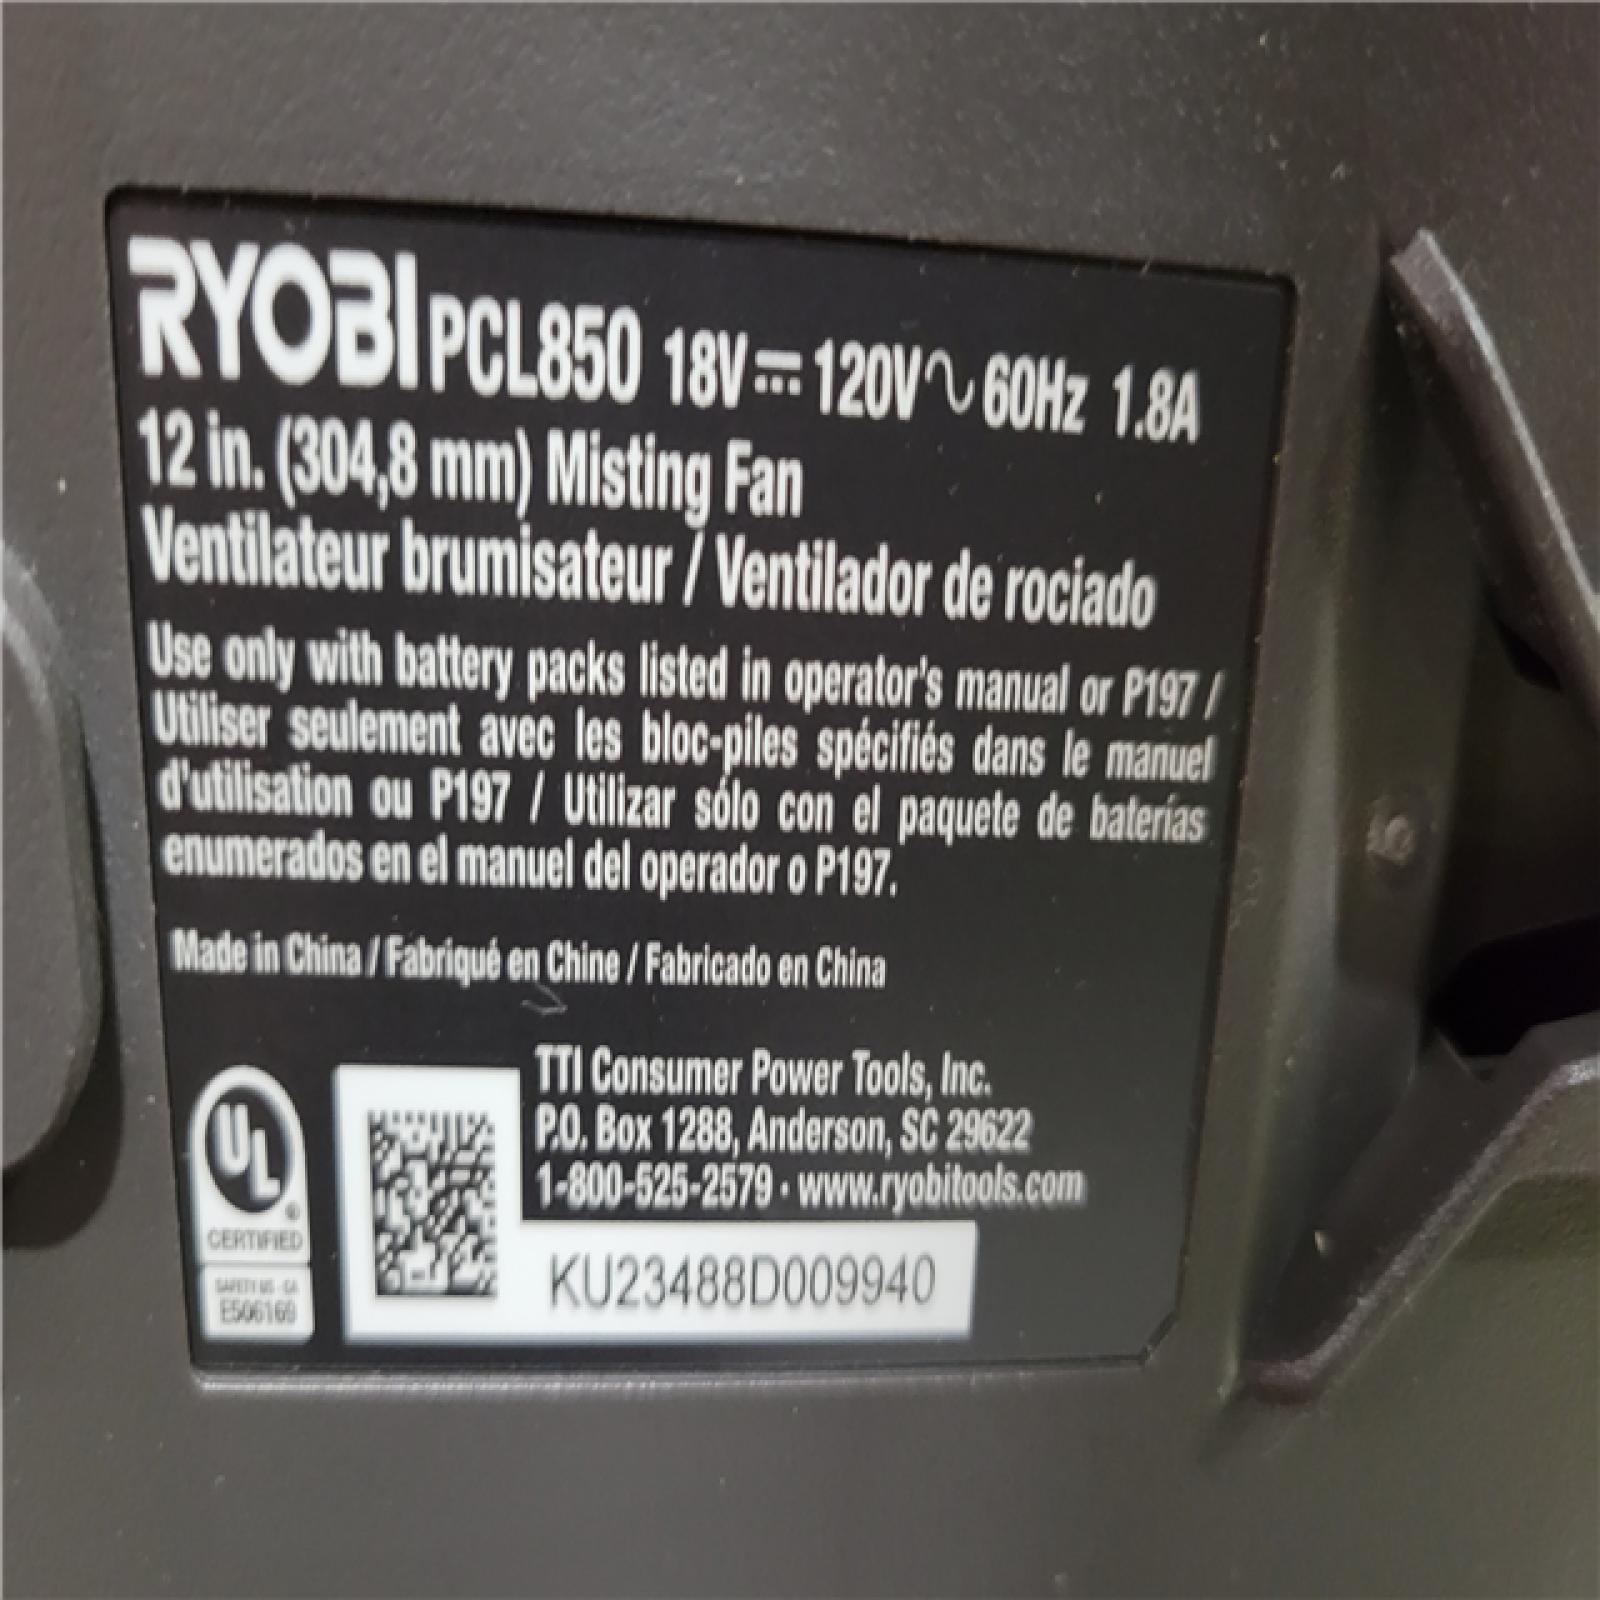 RYOBI PCL850 18V⎓120V~60Hz 1.8A
12 in. (304,8 mm) Misting Fan
Ventilateur brumisateur / Ventilador de rociado
Use only with battery packs listed in operator's manual or P197 /
Utiliser seulement avec les bloc-piles spécifiés dans le manuel
d'utilisation ou P197 / Utilizar sólo con el paquete de baterías
enumerados en el manuel del operador o P197.
Made in China / Fabriqué en Chine / Fabricado en China
TTI Consumer Power Tools, Inc.
P.O. Box 1288, Anderson, SC 29622
1-800-525-2579 · www.ryobitools.com
KU23488D009940
UL®
CERTIFIED
SAFETY US - CA
E506169